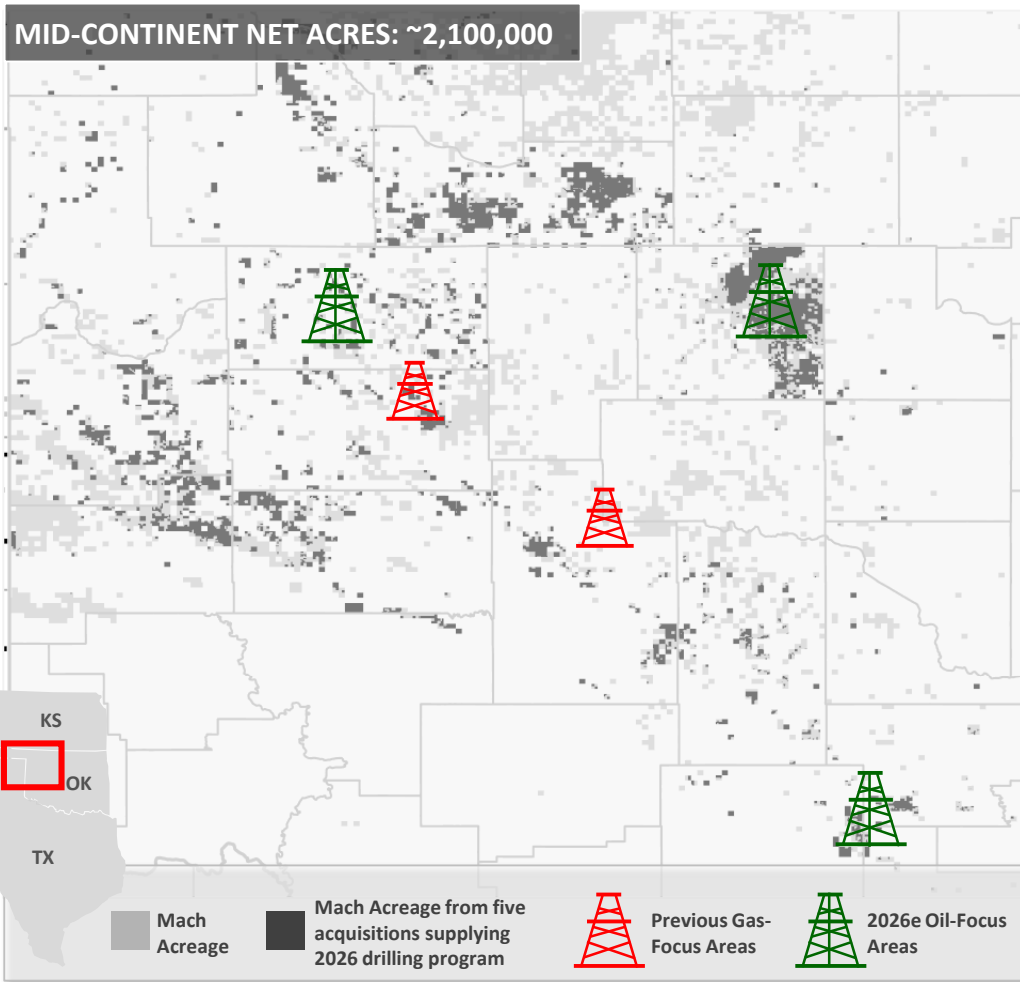 MID-CONTINENT NET ACRES: ~2,100,000
KS
OK
TX
Mach
Acreage
Mach Acreage from five
acquisitions supplying
2026 drilling program
Previous Gas-
Focus Areas
2026e Oil-Focus
Areas